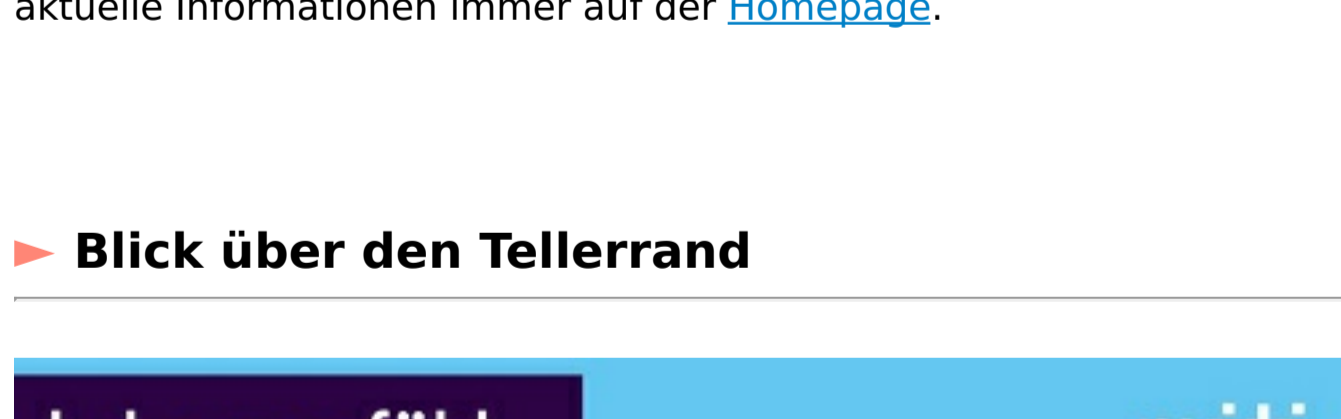 aktuelle Informationen immer auf der Homepage.
► Blick über den Tellerrand